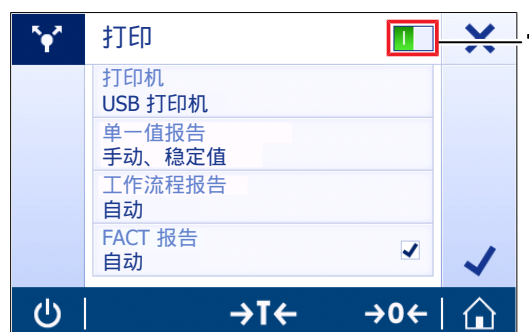 打印
打印机
USB 打印机
单一值报告
手动、稳定值
工作流程报告
自动
FACT 报告
自动
→T← →0←